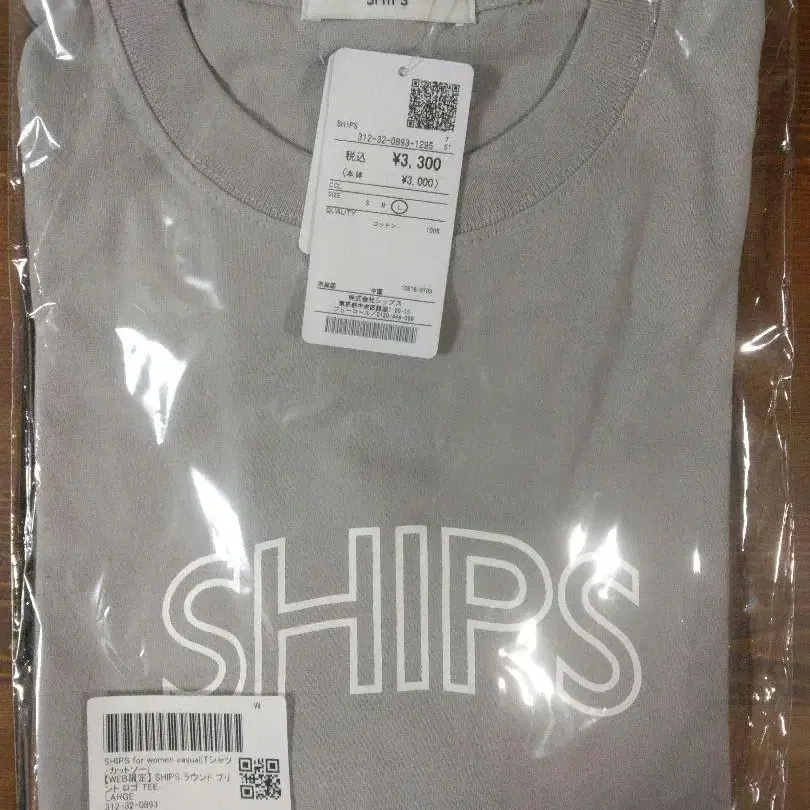 SHIPS
SHIPS
312-32-0893-1295
税込 ¥3,300
(本体 ¥3,000)
COL
SIZE S M L
QUALITY
コットン 100%
原産国 中国
株式会社シップス
SHIPS
W
SHIPS for women casual:Tシャツ
/カットソー
【WEB限定】SHIPS ラウンド プリ
ント ロゴ TEE
LARGE
312-32-0893